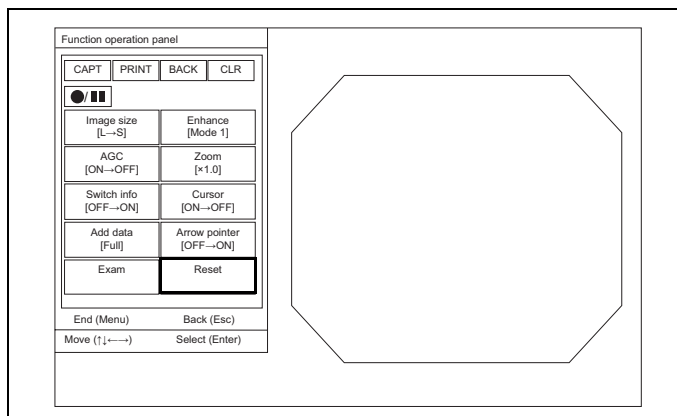 Function operation panel
CAPT PRINT BACK CLR
●/▮▮
Image size Enhance
[L→S] [Mode 1]
AGC Zoom
[ON→OFF] [×1.0]
Switch info Cursor
[OFF→ON] [ON→OFF]
Add data Arrow pointer
[Full] [OFF→ON]
Exam Reset
End (Menu) Back (Esc)
Move (↑↓←→) Select (Enter)